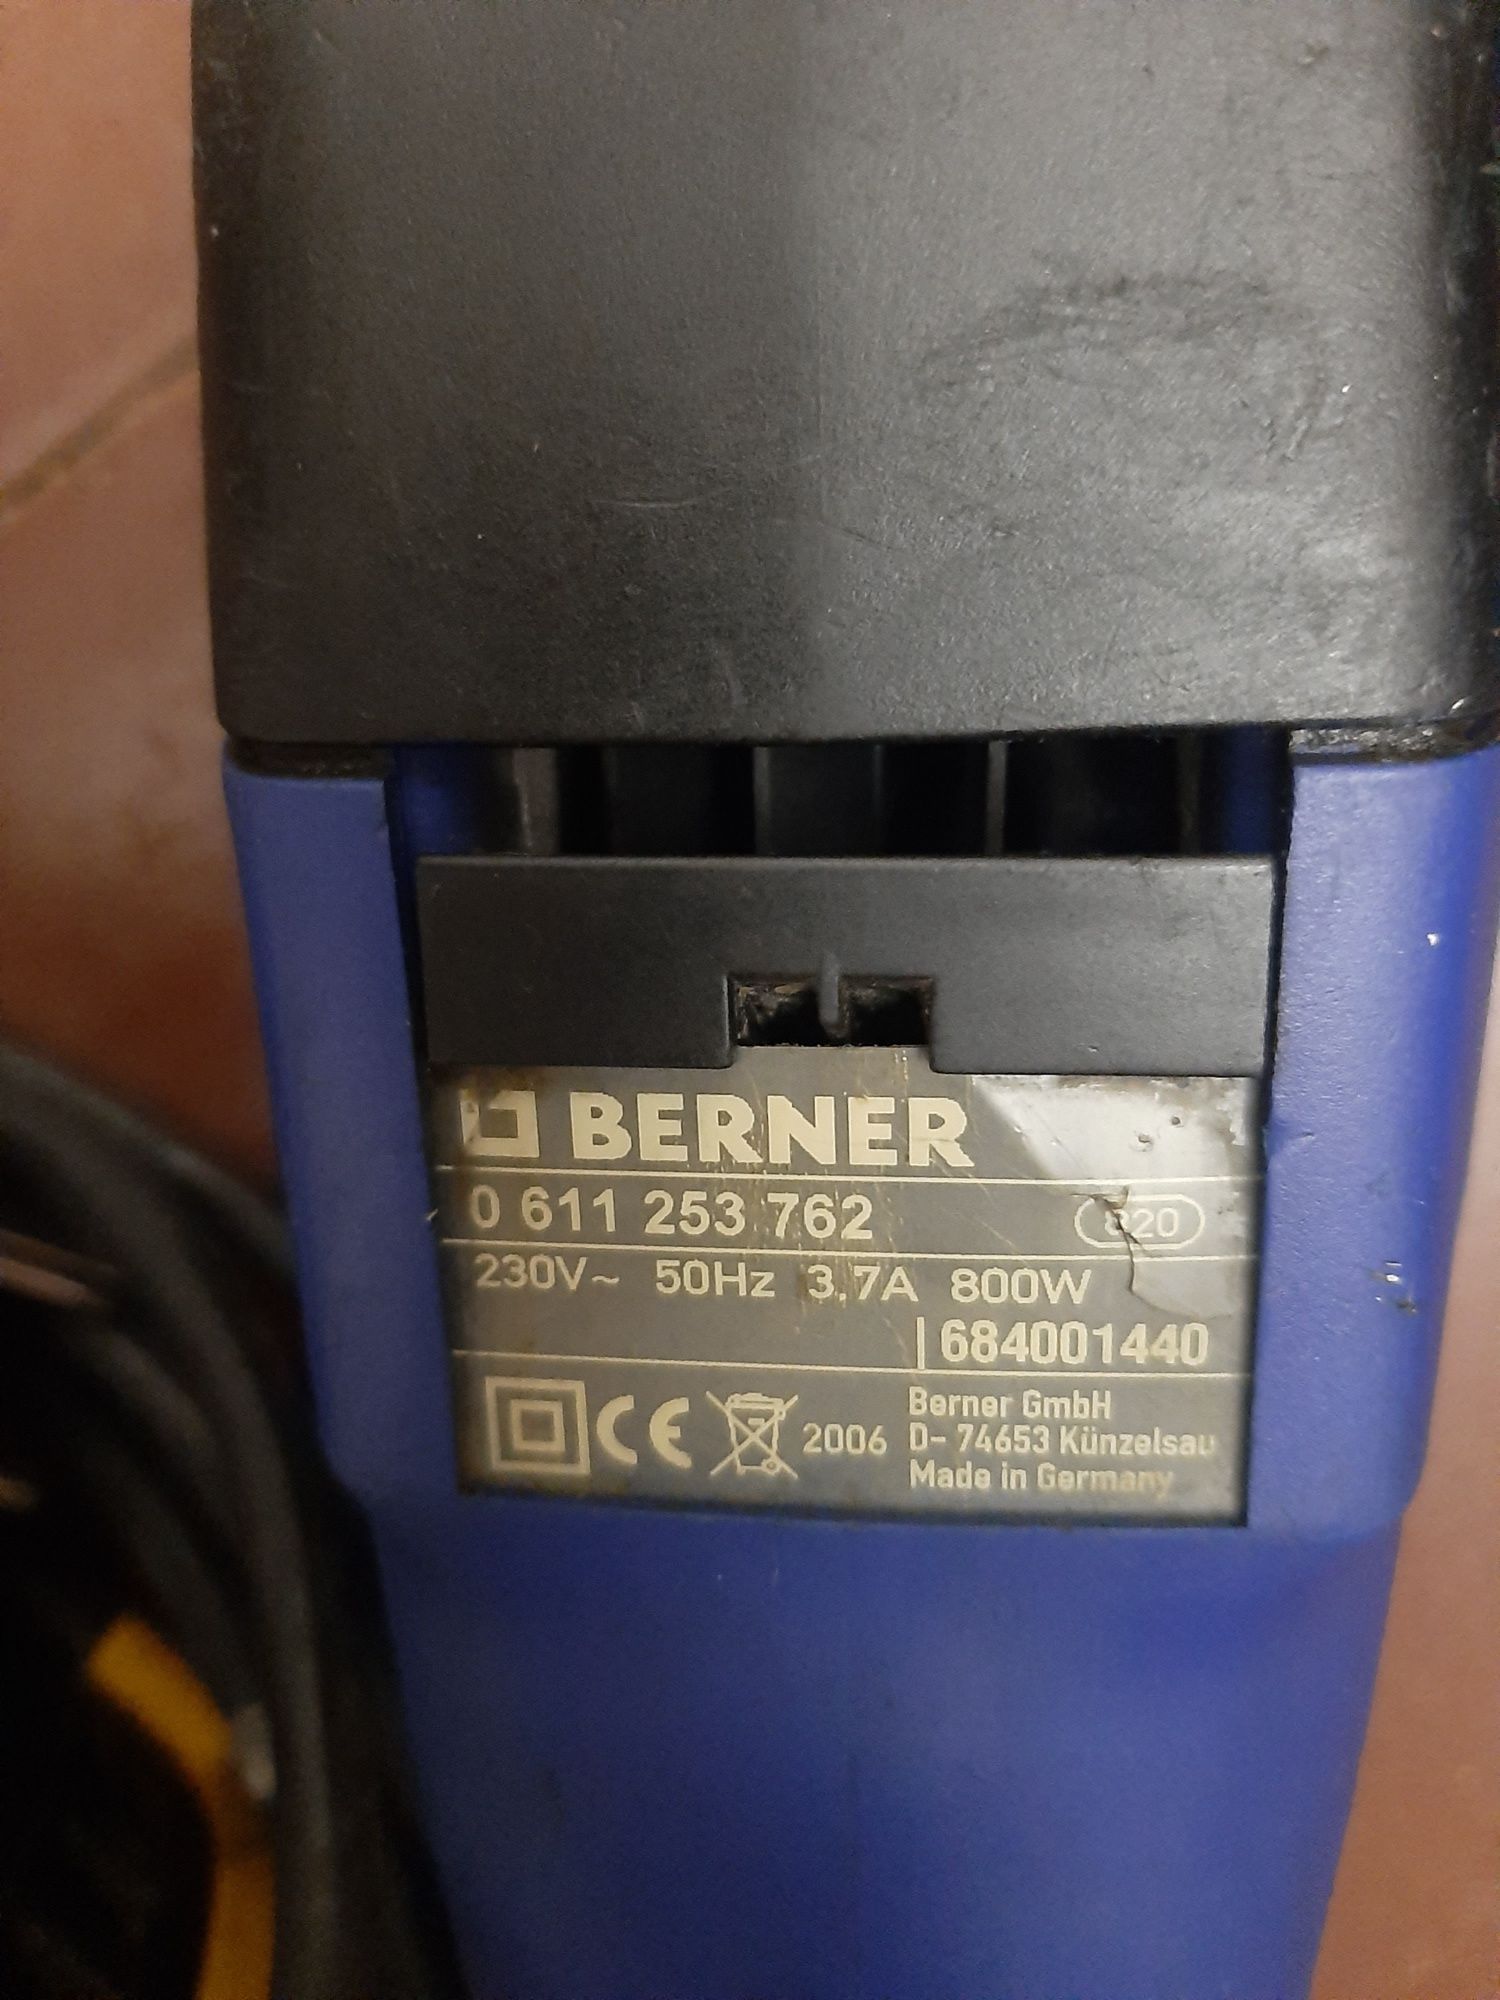 BERNER
0 611 253 762 820
230V~ 50Hz 3,7A 800W
684001440
CE 2006 Berner GmbH
D- 74653 Künzelsau
Made in Germany